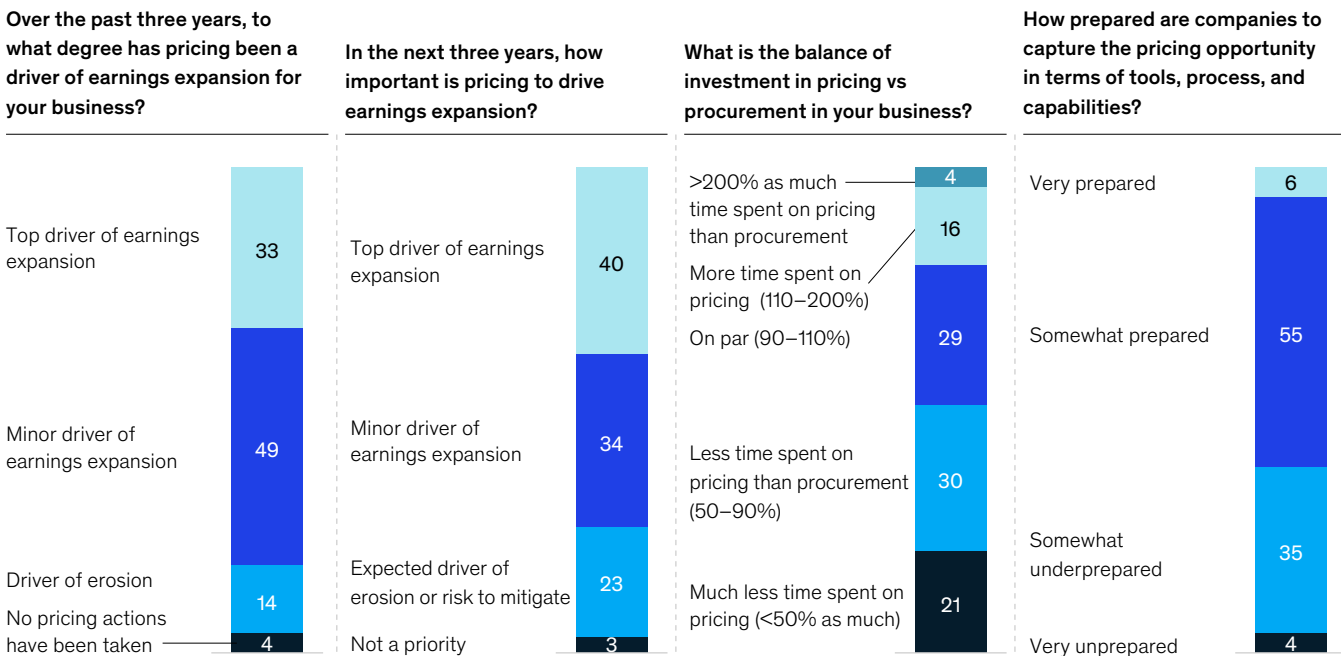 Over the past three years, to
what degree has pricing been a
driver of earnings expansion for
your business?
Top driver of earnings
expansion
33
Minor driver of
earnings expansion
49
Driver of erosion
14
No pricing actions
have been taken
4
In the next three years, how
important is pricing to drive
earnings expansion?
Top driver of earnings
expansion
40
Minor driver of
earnings expansion
34
Expected driver of
erosion or risk to mitigate
23
Not a priority
3
What is the balance of
investment in pricing vs
procurement in your business?
>200% as much
time spent on pricing
than procurement
4
More time spent on
pricing (110–200%)
16
On par (90–110%)
29
Less time spent on
pricing than procurement
(50–90%)
30
Much less time spent on
pricing (<50% as much)
21
How prepared are companies to
capture the pricing opportunity
in terms of tools, process, and
capabilities?
Very prepared
6
Somewhat prepared
55
Somewhat
underprepared
35
Very unprepared
4